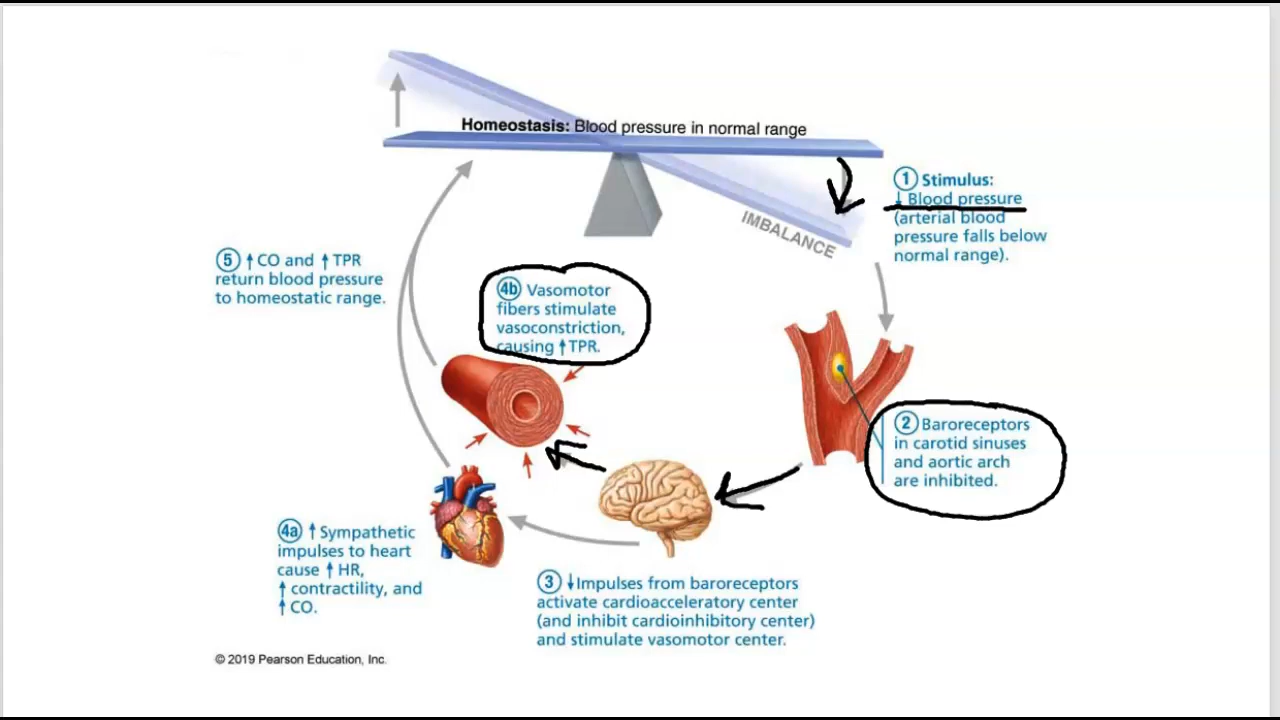 Homeostasis: Blood pressure in normal range
IMBALANCE
1 Stimulus:
↓ Blood pressure
(arterial blood
pressure falls below
normal range).
2 Baroreceptors
in carotid sinuses
and aortic arch
are inhibited.
3 ↓Impulses from baroreceptors
activate cardioacceleratory center
(and inhibit cardioinhibitory center)
and stimulate vasomotor center.
4a ↑ Sympathetic
impulses to heart
cause ↑ HR,
↑ contractility, and
↑ CO.
4b Vasomotor
fibers stimulate
vasoconstriction,
causing ↑TPR.
5 ↑CO and ↑TPR
return blood pressure
to homeostatic range.
© 2019 Pearson Education, Inc.